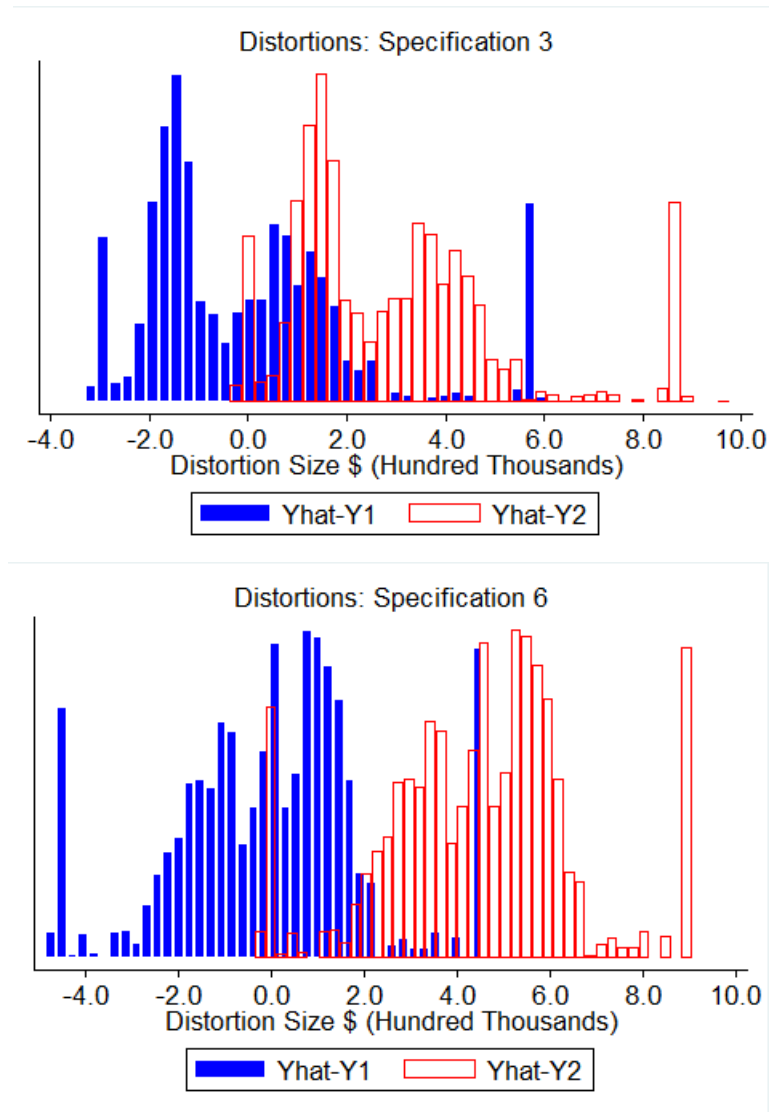 Distortions: Specification 3
-4.0 -2.0 0.0 2.0 4.0 6.0 8.0 10.0
Distortion Size $ (Hundred Thousands)
Yhat-Y1 Yhat-Y2
Distortions: Specification 6
-4.0 -2.0 0.0 2.0 4.0 6.0 8.0 10.0
Distortion Size $ (Hundred Thousands)
Yhat-Y1 Yhat-Y2